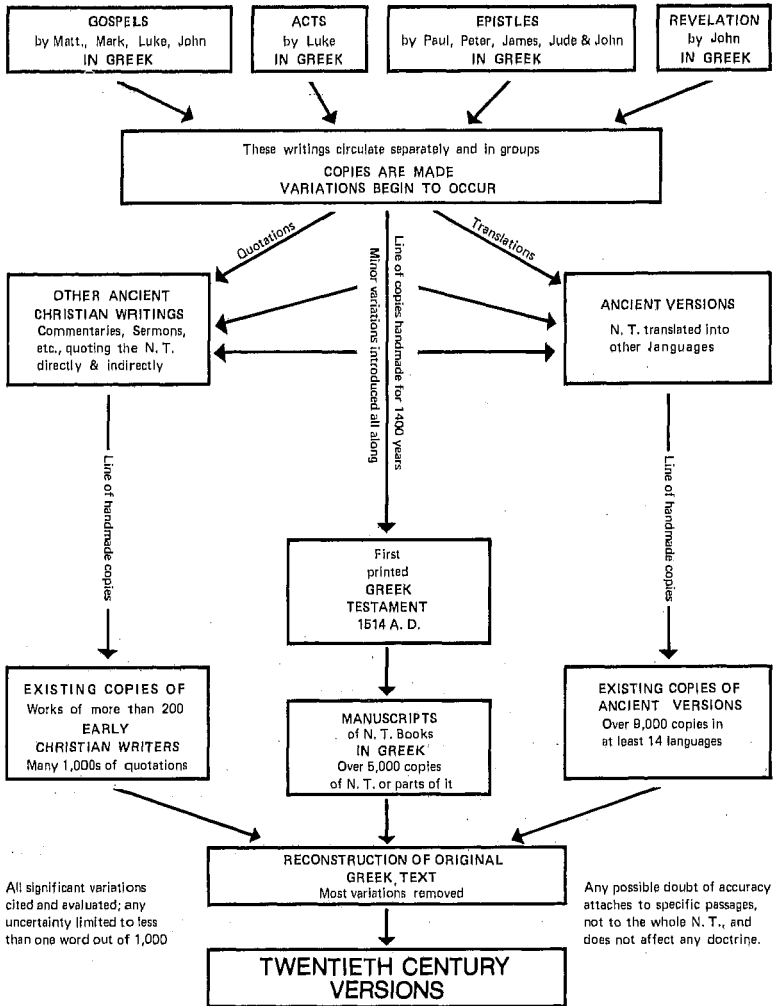 GOSPELS
by Matt., Mark, Luke, John
IN GREEK
ACTS
by Luke
IN GREEK
EPISTLES
by Paul, Peter, James, Jude & John
IN GREEK
REVELATION
by John
IN GREEK
These writings circulate separately and in groups
COPIES ARE MADE
VARIATIONS BEGIN TO OCCUR
Quotations
Line of copies handmade for 1400 years
Minor variations introduced all along
Translations
OTHER ANCIENT
CHRISTIAN WRITINGS
Commentaries, Sermons,
etc., quoting the N. T.
directly & indirectly
ANCIENT VERSIONS
N. T. translated into
other languages
Line of handmade copies
Line of handmade copies
First
printed
GREEK
TESTAMENT
1514 A. D.
EXISTING COPIES OF
Works of more than 200
EARLY
CHRISTIAN WRITERS
Many 1,000s of quotations
MANUSCRIPTS
of N. T. Books
IN GREEK
Over 5,000 copies
of N. T. or parts of it
EXISTING COPIES OF
ANCIENT VERSIONS
Over 9,000 copies in
at least 14 languages
RECONSTRUCTION OF ORIGINAL
GREEK TEXT
Most variations removed
All significant variations
cited and evaluated; any
uncertainty limited to less
than one word out of 1,000
Any possible doubt of accuracy
attaches to specific passages,
not to the whole N. T., and
does not affect any doctrine.
TWENTIETH CENTURY
VERSIONS